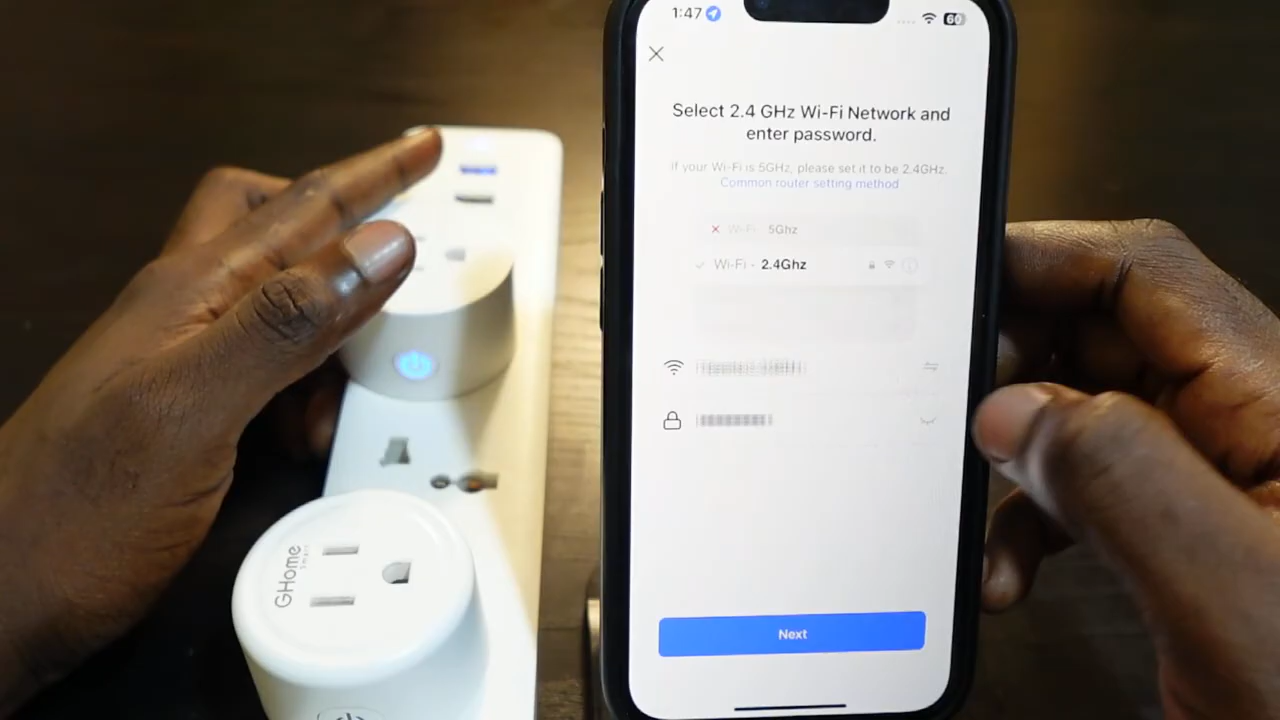 1:47
60
Select 2.4 GHz Wi-Fi Network and
enter password.
If your Wi-Fi is 5GHz, please set it to be 2.4GHz.
Common router setting method
Wi-Fi - 5Ghz
Wi-Fi - 2.4Ghz
Next
GHome
Smart